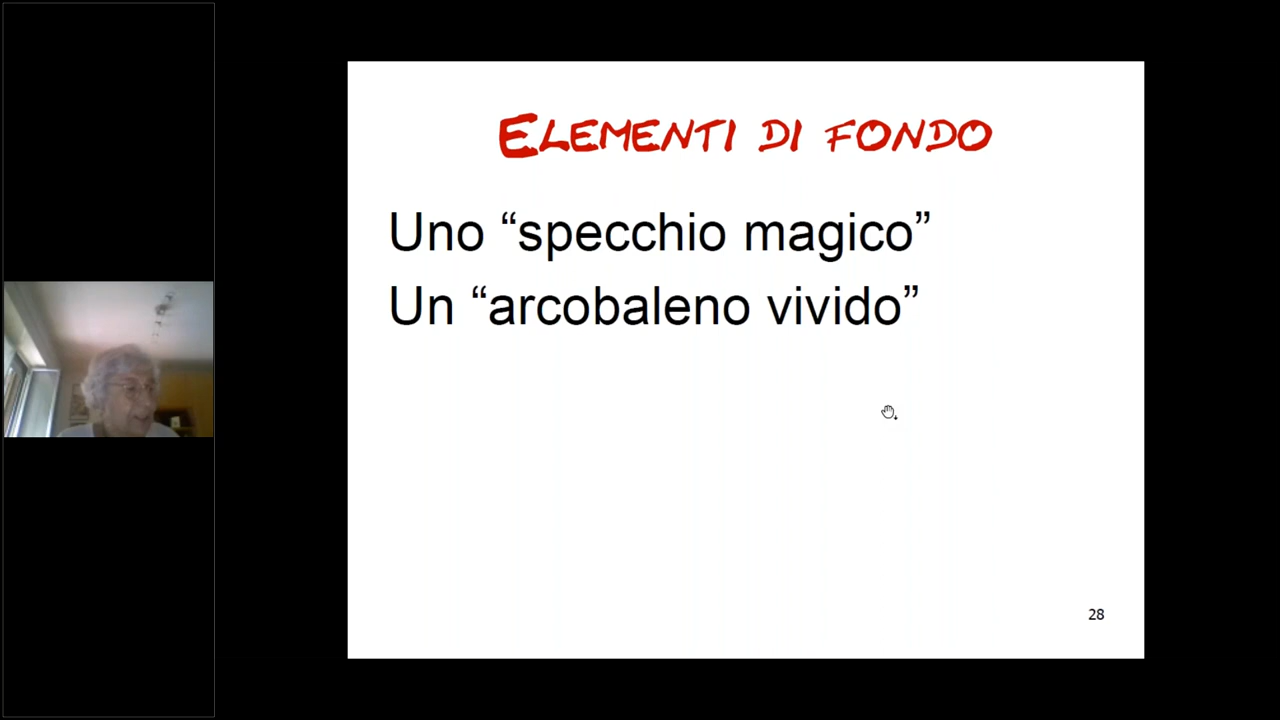 Elementi di fondo
Uno “specchio magico”
Un “arcobaleno vivido”
28